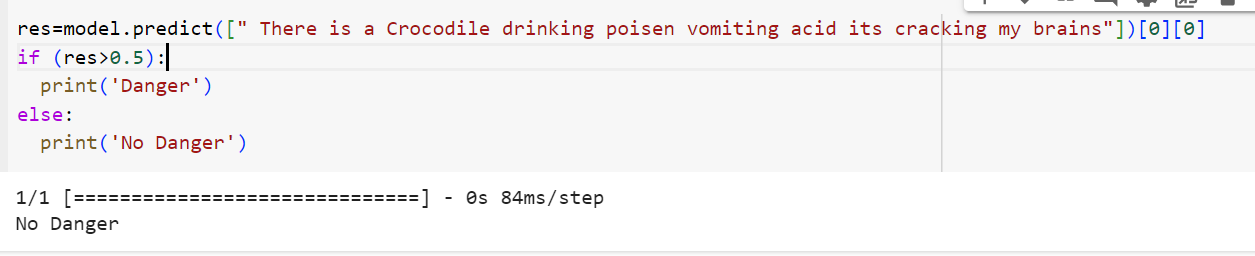 res=model.predict([" There is a Crocodile drinking poisen vomiting acid its cracking my brains"])[0][0]
if (res>0.5):
  print('Danger')
else:
  print('No Danger')
1/1 [==============================] - 0s 84ms/step
No Danger